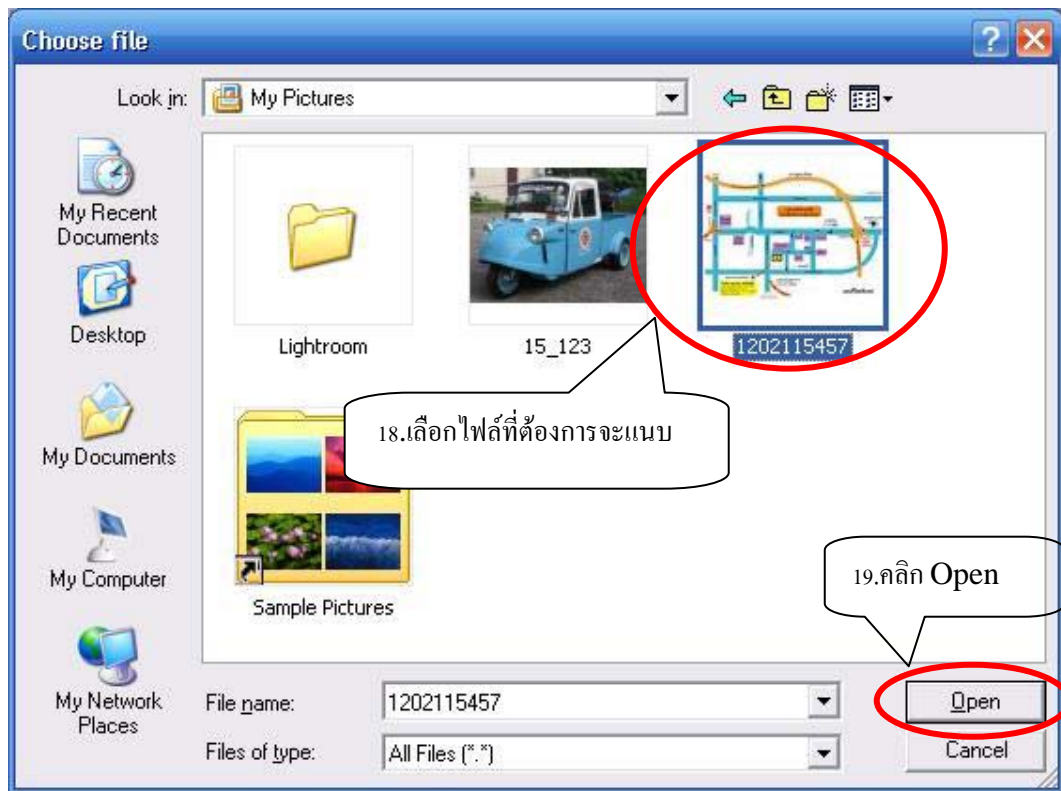 Choose file
Look in:
My Pictures
My Recent
Documents
Desktop
My Documents
My Computer
My Network
Places
Lightroom
15_123
1202115457
18.เลือกไฟล์ที่ต้องการจะแนบ
Sample Pictures
19.คลิก Open
File name:
1202115457
Open
Files of type:
All Files (*.*)
Cancel